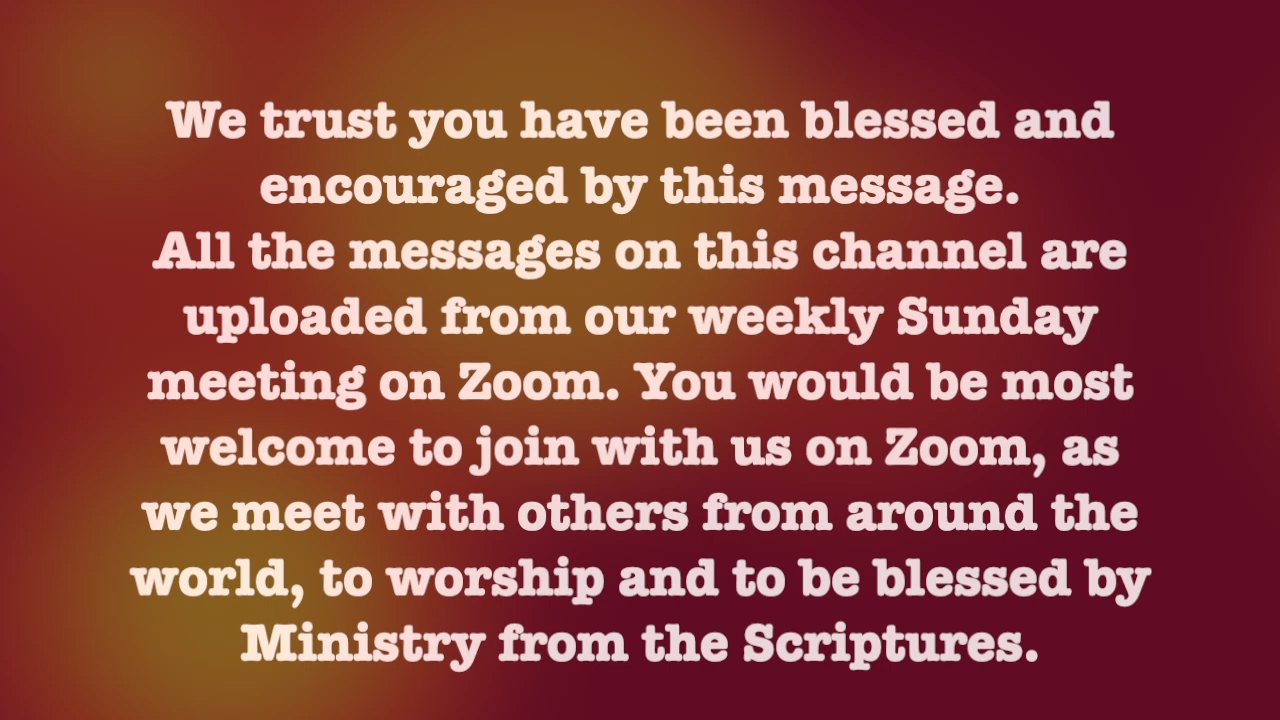 We trust you have been blessed and
encouraged by this message.
All the messages on this channel are
uploaded from our weekly Sunday
meeting on Zoom. You would be most
welcome to join with us on Zoom, as
we meet with others from around the
world, to worship and to be blessed by
Ministry from the Scriptures.